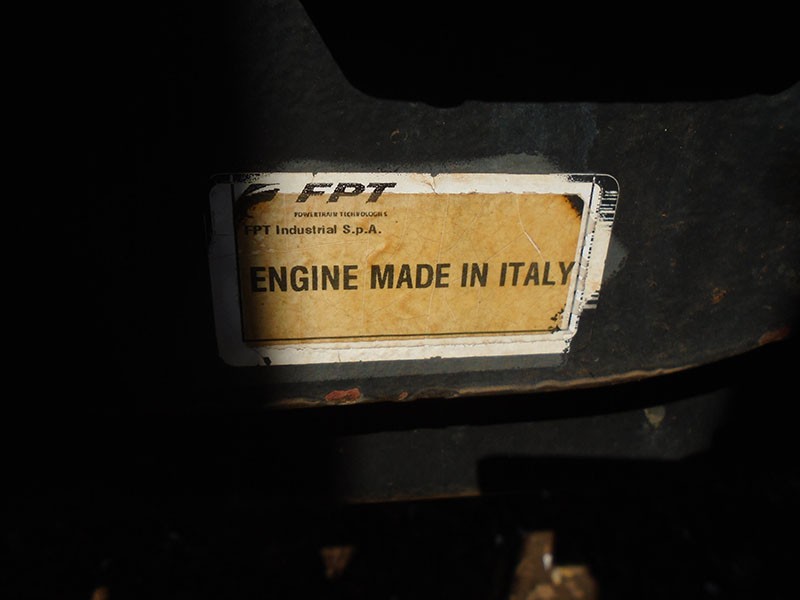 FPT
POWERTRAIN TECHNOLOGIES
FPT Industrial S.p.A.
ENGINE MADE IN ITALY